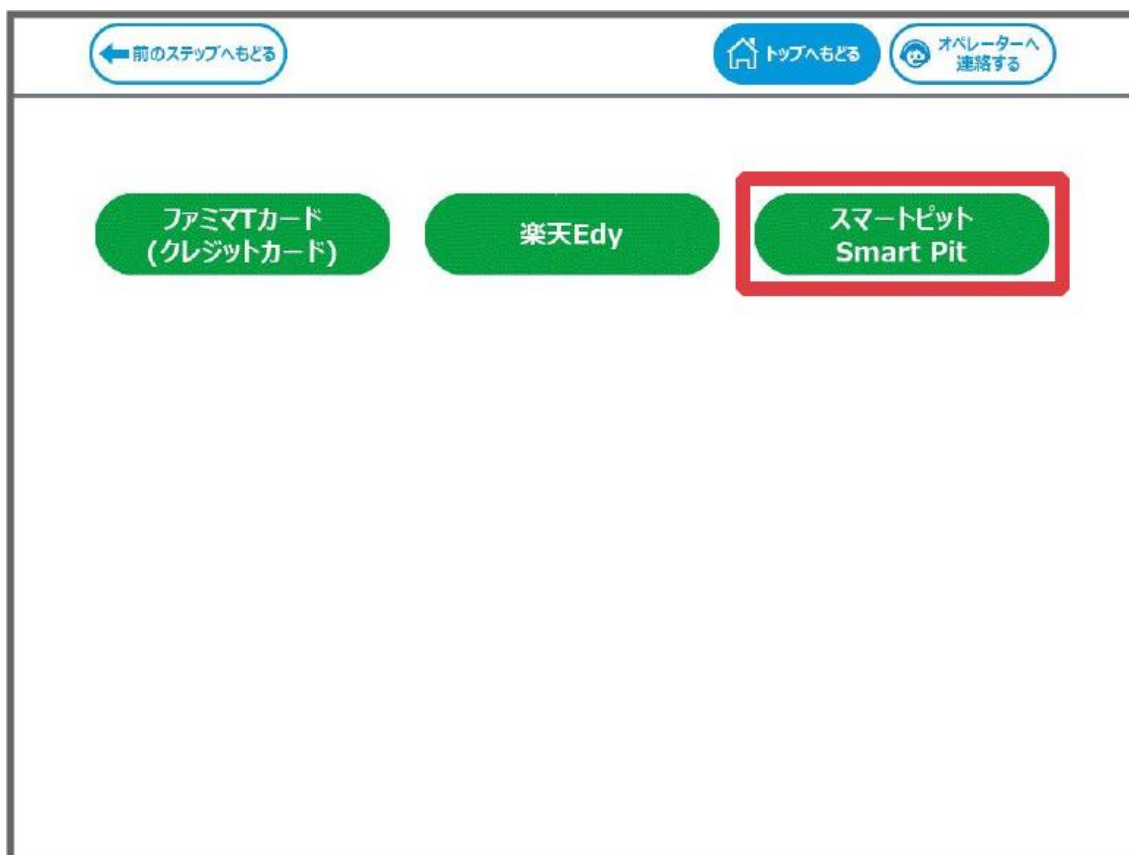 前のステップへもどる
トップへもどる
オペレーターへ
連絡する
ファミマTカード
(クレジットカード)
楽天Edy
スマートピット
Smart Pit